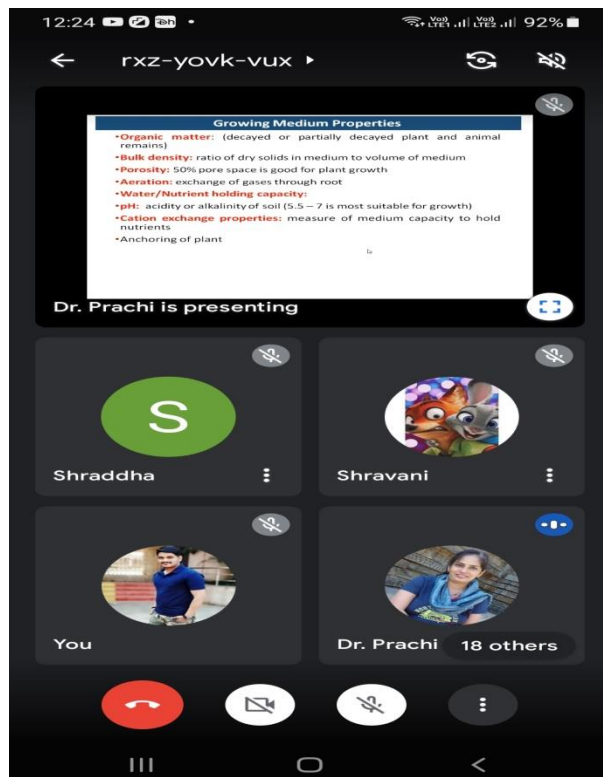 12:24
Vo)) Vo)) 92%
LTE1 LTE2
rxz-yovk-vux
Growing Medium Properties
•Organic matter: (decayed or partially decayed plant and animal
remains)
•Bulk density: ratio of dry solids in medium to volume of medium
•Porosity: 50% pore space is good for plant growth
•Aeration: exchange of gases through root
•Water/Nutrient holding capacity:
•pH: acidity or alkalinity of soil (5.5 – 7 is most suitable for growth)
•Cation exchange properties: measure of medium capacity to hold
nutrients
•Anchoring of plant
Dr. Prachi is presenting
S
Shraddha
Shravani
You
Dr. Prachi
18 others